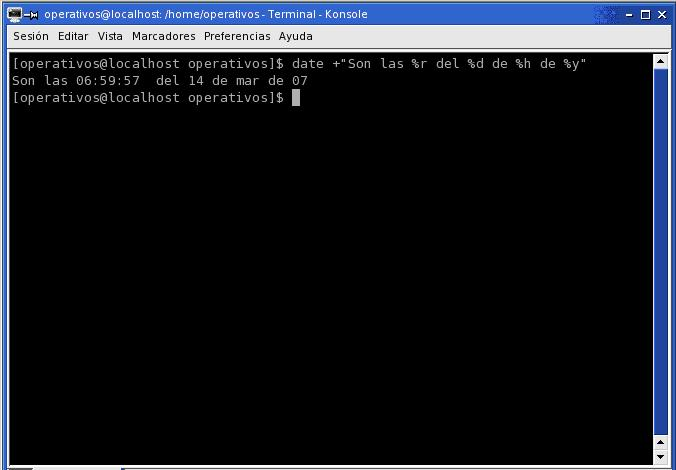 operativos@localhost: /home/operativos - Terminal - Konsole
Sesión Editar Vista Marcadores Preferencias Ayuda
[operativos@localhost operativos]$ date +"Son las %r del %d de %h de %y"
Son las 06:59:57  del 14 de mar de 07
[operativos@localhost operativos]$